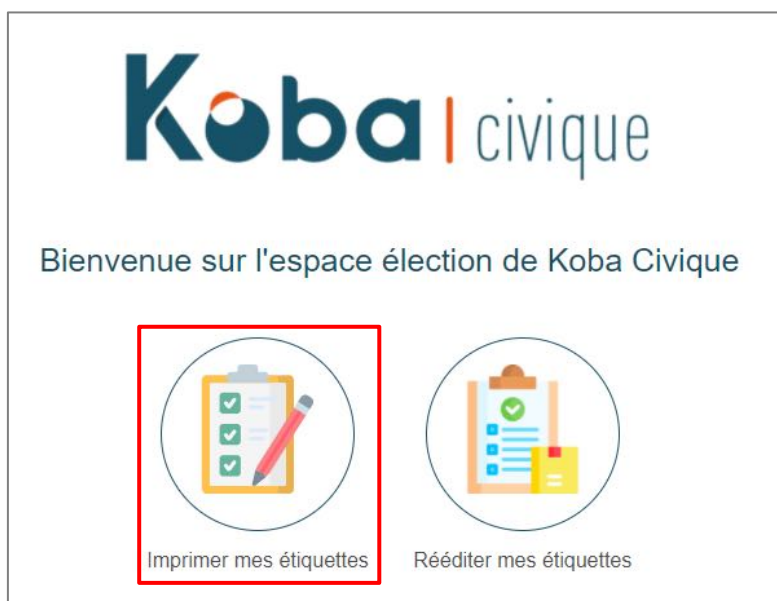 Koba | civique
Bienvenue sur l'espace élection de Koba Civique
Imprimer mes étiquettes Rééditer mes étiquettes